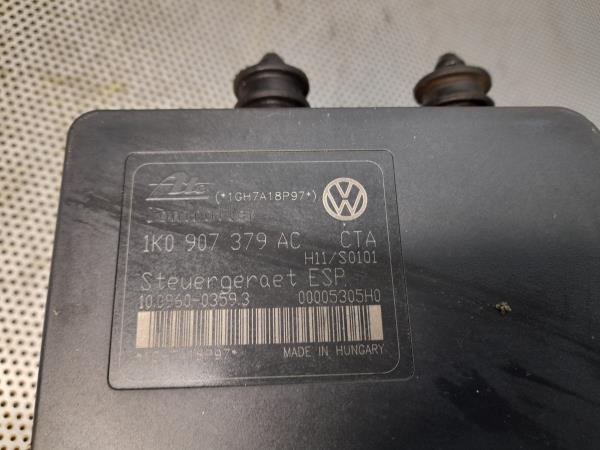 Ate (*1GH7A18P97*)
1K0 907 379 AC CTA
H11/S0101
Steuergeraet ESP
10.0960-0359.3 00005305H0
MADE IN HUNGARY